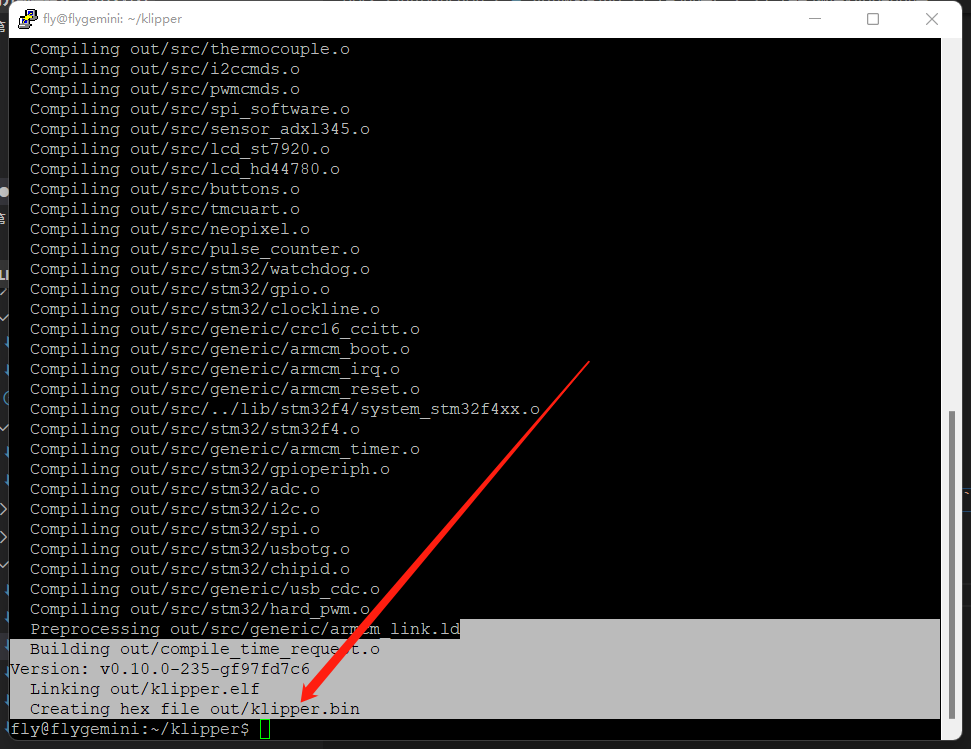 fly@flygemini: ~/klipper
Compiling out/src/thermocouple.o
Compiling out/src/i2ccmds.o
Compiling out/src/pwmcmds.o
Compiling out/src/spi_software.o
Compiling out/src/sensor_adxl345.o
Compiling out/src/lcd_st7920.o
Compiling out/src/lcd_hd44780.o
Compiling out/src/buttons.o
Compiling out/src/tmcuart.o
Compiling out/src/neopixel.o
Compiling out/src/pulse_counter.o
Compiling out/src/stm32/watchdog.o
Compiling out/src/stm32/gpio.o
Compiling out/src/stm32/clockline.o
Compiling out/src/generic/crc16_ccitt.o
Compiling out/src/generic/armcm_boot.o
Compiling out/src/generic/armcm_irq.o
Compiling out/src/generic/armcm_reset.o
Compiling out/src/../lib/stm32f4/system_stm32f4xx.o
Compiling out/src/stm32/stm32f4.o
Compiling out/src/generic/armcm_timer.o
Compiling out/src/stm32/gpioperiph.o
Compiling out/src/stm32/adc.o
Compiling out/src/stm32/i2c.o
Compiling out/src/stm32/spi.o
Compiling out/src/stm32/usbotg.o
Compiling out/src/stm32/chipid.o
Compiling out/src/generic/usb_cdc.o
Compiling out/src/stm32/hard_pwm.o
Preprocessing out/src/generic/armcm_link.ld
Building out/compile_time_request.o
Version: v0.10.0-235-gf97fd7c6
Linking out/klipper.elf
Creating hex file out/klipper.bin
fly@flygemini:~/klipper$